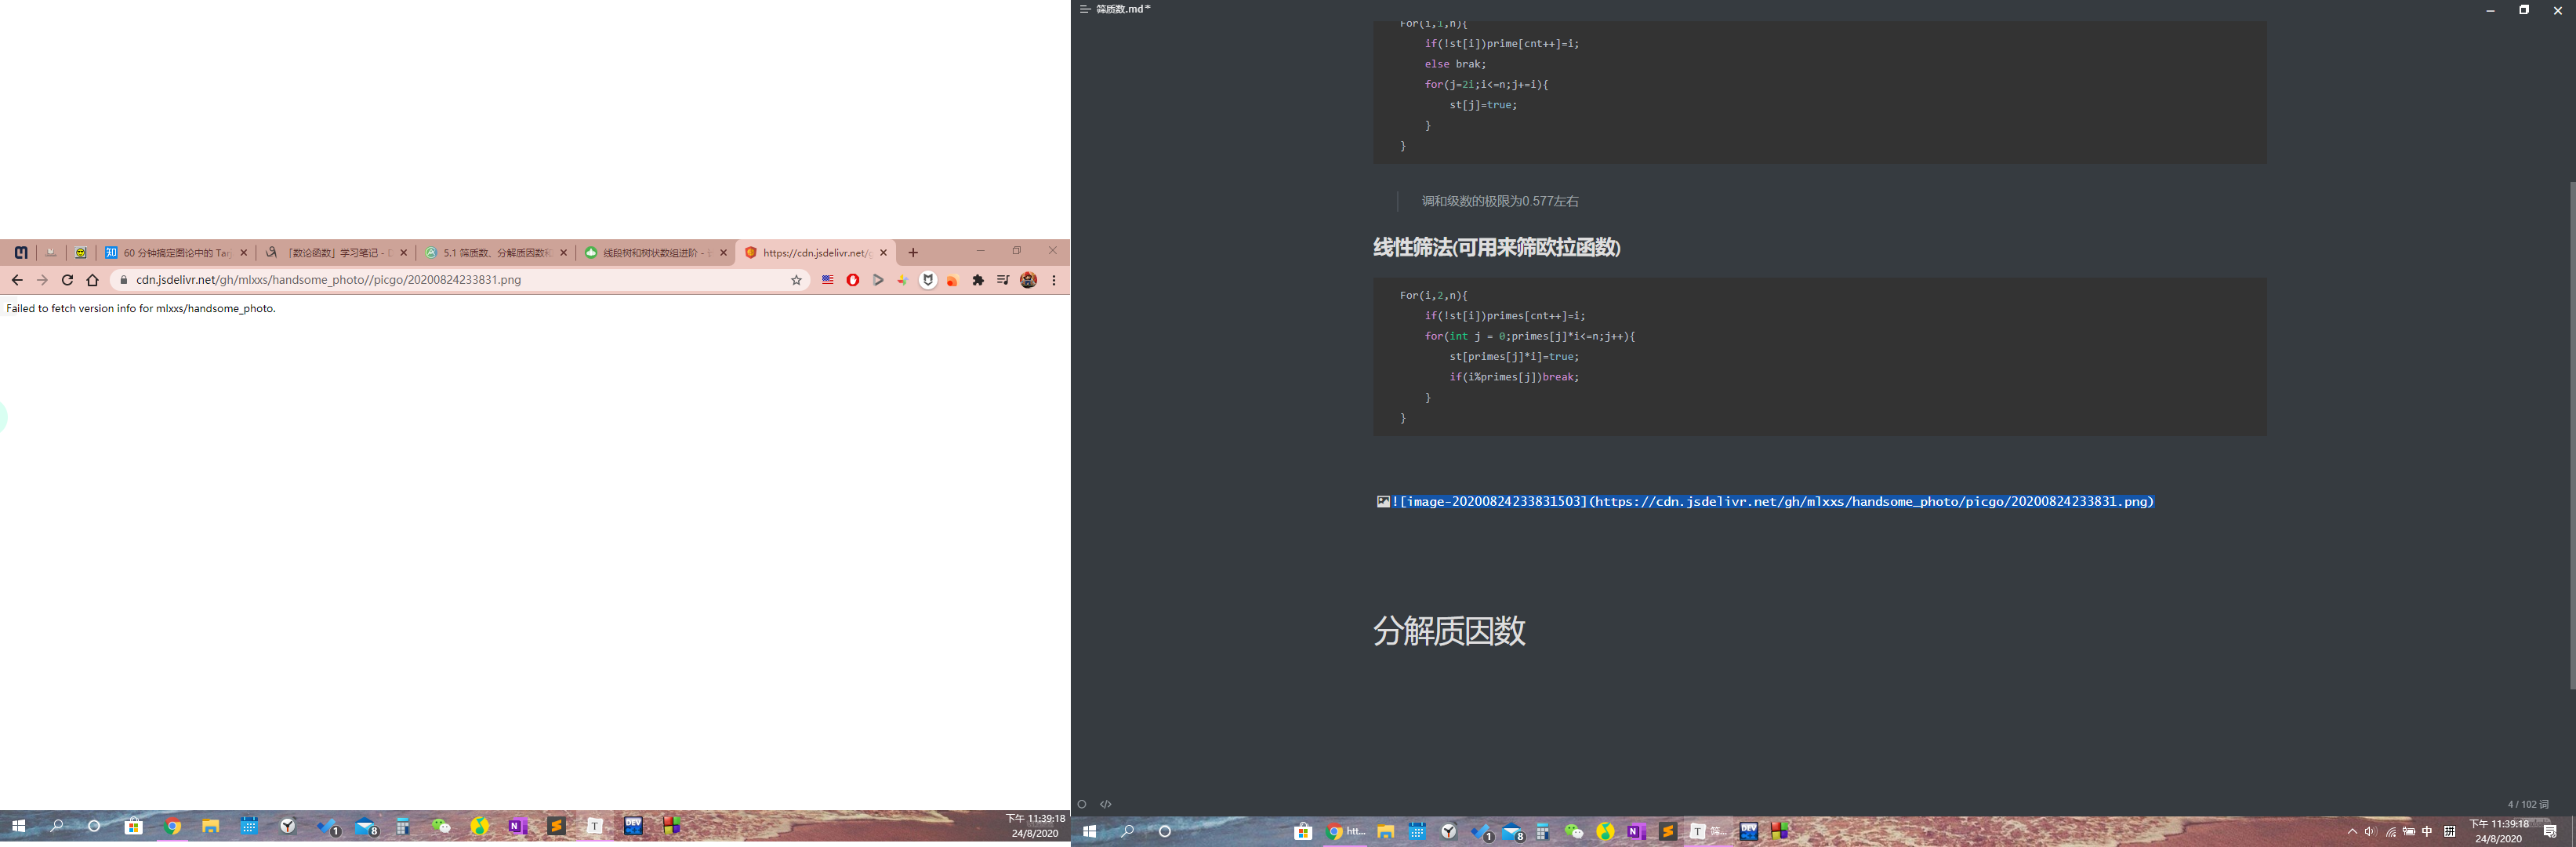 60 分钟搞定图论中的 Tar
「数论函数」学习笔记 - D
5.1 筛质数、分解质因数和
线段树和树状数组进阶 -
https://cdn.jsdelivr.net/g
cdn.jsdelivr.net/gh/mlxxs/handsome_photo//picgo/20200824233831.png
Failed to fetch version info for mlxxs/handsome_photo.
下午 11:39:18
24/8/2020
筛质数.md*
For(i,1,n){
if(!st[i])prime[cnt++]=i;
else brak;
for(j=2i;i<=n;j+=i){
st[j]=true;
}
}
调和级数的极限为0.577左右
线性筛法(可用来筛欧拉函数)
For(i,2,n){
if(!st[i])primes[cnt++]=i;
for(int j = 0;primes[j]*i<=n;j++){
st[primes[j]*i]=true;
if(i%primes[j])break;
}
}
![image-20200824233831503](https://cdn.jsdelivr.net/gh/mlxxs/handsome_photo/picgo/20200824233831.png)
分解质因数
</>
4 / 102 词
htt...
筛...
中
下午 11:39:18
24/8/2020